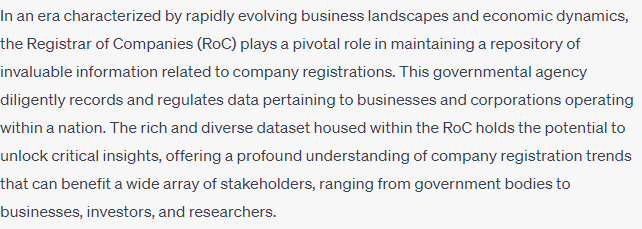 In an era characterized by rapidly evolving business landscapes and economic dynamics,
the Registrar of Companies (RoC) plays a pivotal role in maintaining a repository of
invaluable information related to company registrations. This governmental agency
diligently records and regulates data pertaining to businesses and corporations operating
within a nation. The rich and diverse dataset housed within the RoC holds the potential to
unlock critical insights, offering a profound understanding of company registration trends
that can benefit a wide array of stakeholders, ranging from government bodies to
businesses, investors, and researchers.